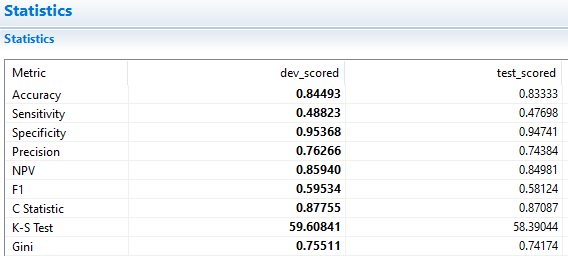 Statistics
Statistics
Metric dev_scored test_scored
Accuracy 0.84493 0.83333
Sensitivity 0.48823 0.47698
Specificity 0.95368 0.94741
Precision 0.76266 0.74384
NPV 0.85940 0.84981
F1 0.59534 0.58124
C Statistic 0.87755 0.87087
K-S Test 59.60841 58.39044
Gini 0.75511 0.74174